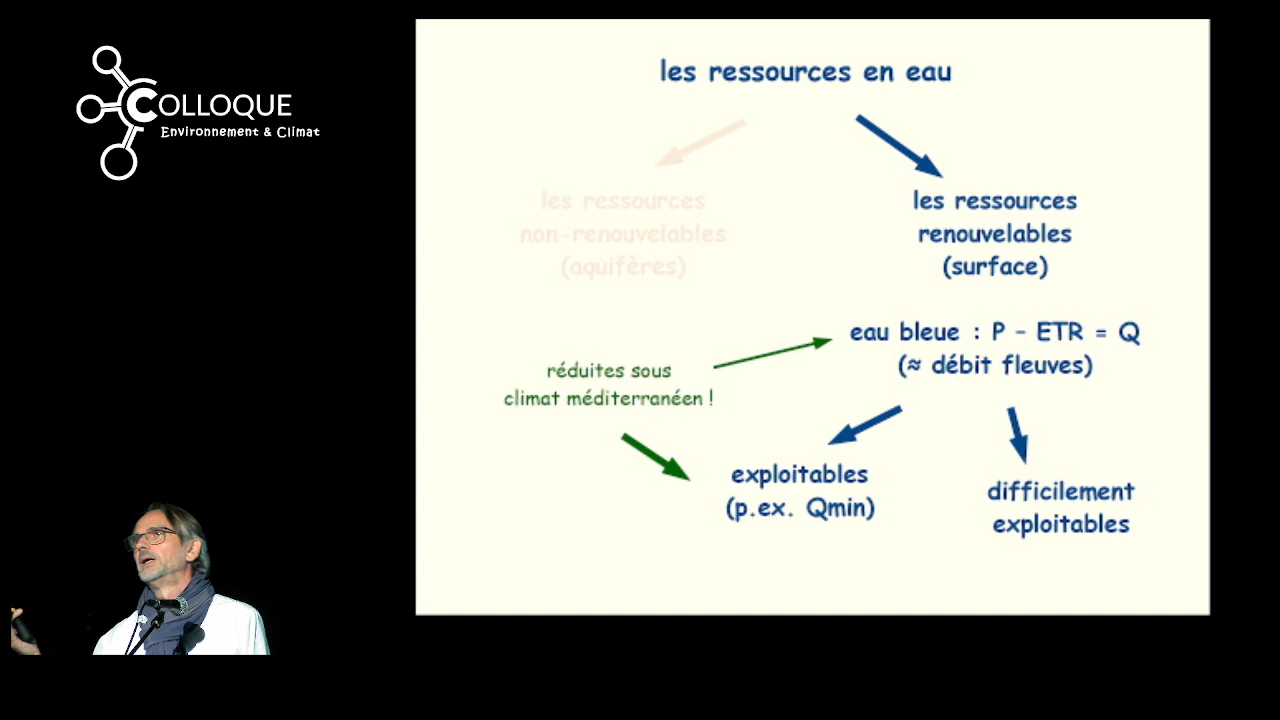 COLLOQUE
Environnement & Climat
les ressources en eau
les ressources
non-renouvelables
(aquifères)
les ressources
renouvelables
(surface)
eau bleue : P - ETR = Q
(≈ débit fleuves)
réduites sous
climat méditerranéen !
exploitables
(p.ex. Qmin)
difficilement
exploitables